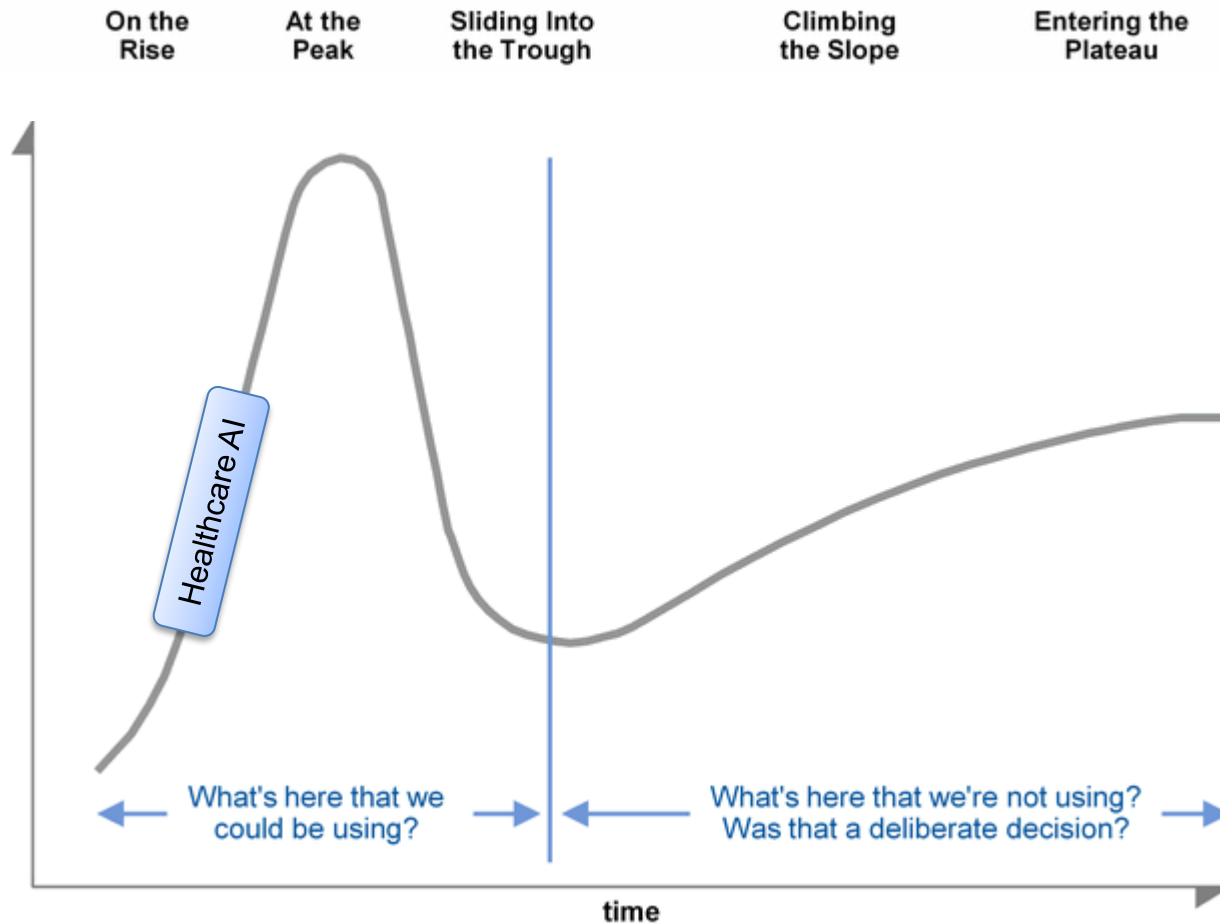 On the
Rise
At the
Peak
Sliding Into
the Trough
Climbing
the Slope
Entering the
Plateau
Healthcare AI
What's here that we
could be using?
What's here that we're not using?
Was that a deliberate decision?
time